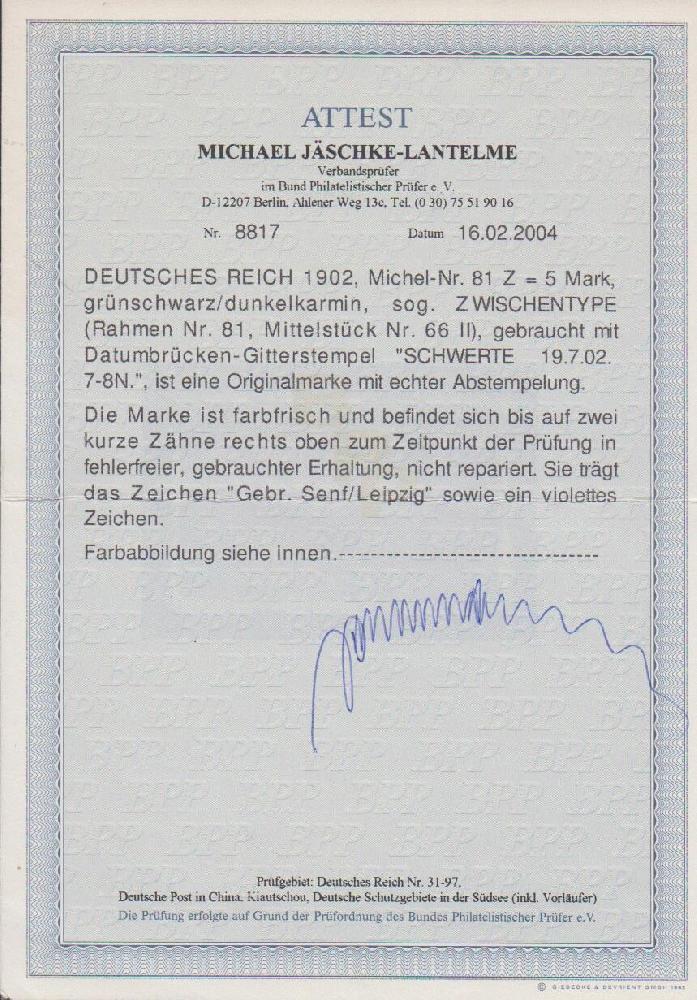 ATTEST
MICHAEL JÄSCHKE-LANTELME
Verbandsprüfer
im Bund Philatelistischer Prüfer e. V.
D-12207 Berlin, Ahlener Weg 13c, Tel. (0 30) 75 51 90 16
Nr. 8817 Datum 16.02.2004
DEUTSCHES REICH 1902, Michel-Nr. 81 Z = 5 Mark,
grünschwarz/dunkelkarmin, sog. ZWISCHENTYPE
(Rahmen Nr. 81, Mittelstück Nr. 66 II), gebraucht mit
Datumbrücken-Gitterstempel "SCHWERTE 19.7.02.
7-8N.", ist eine Originalmarke mit echter Abstempelung.
Die Marke ist farbfrisch und befindet sich bis auf zwei
kurze Zähne rechts oben zum Zeitpunkt der Prüfung in
fehlerfreier, gebrauchter Erhaltung, nicht repariert. Sie trägt
das Zeichen "Gebr. Senf/Leipzig" sowie ein violettes
Zeichen.
Farbabbildung siehe innen.--------------------------------
Prüfgebiet: Deutsches Reich Nr. 31-97,
Deutsche Post in China, Kiautschou, Deutsche Schutzgebiete in der Südsee (inkl. Vorläufer)
Die Prüfung erfolgte auf Grund der Prüfordnung des Bundes Philatelistischer Prüfer e.V.
© GIESECKE & DEVRIENT GMBH